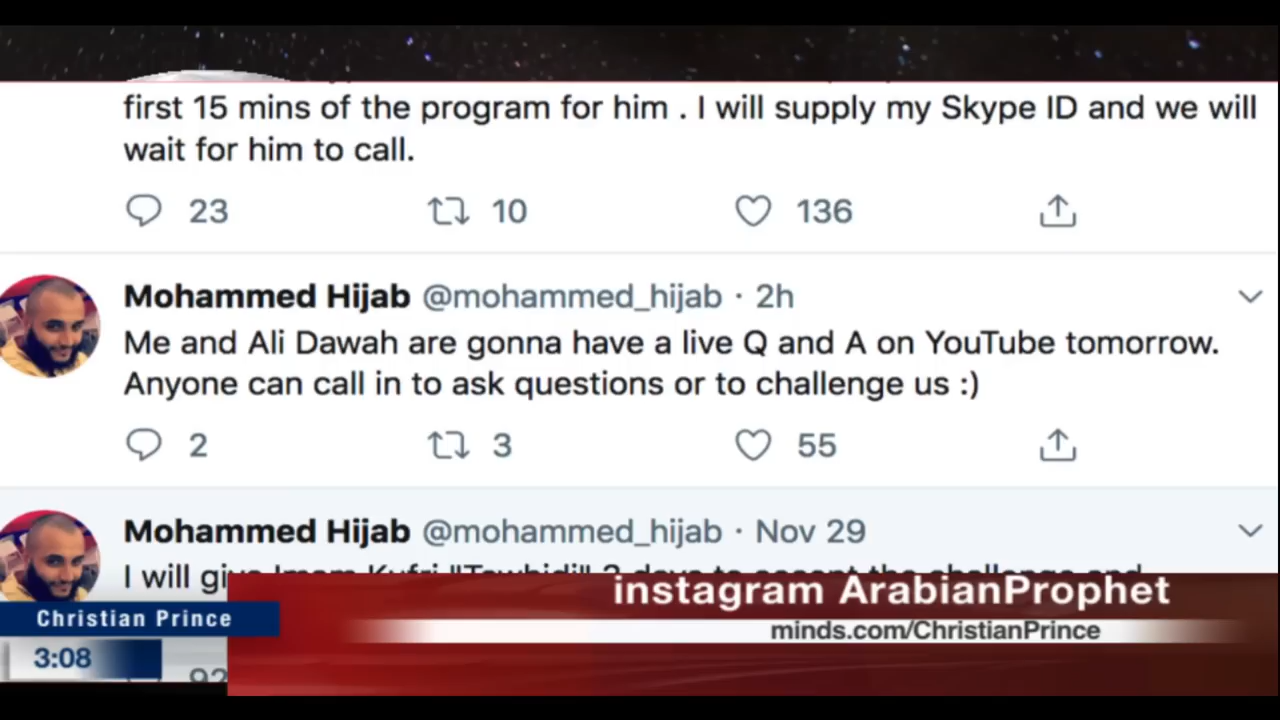 first 15 mins of the program for him . I will supply my Skype ID and we will
wait for him to call.
23 10 136
Mohammed Hijab @mohammed_hijab · 2h
Me and Ali Dawah are gonna have a live Q and A on YouTube tomorrow.
Anyone can call in to ask questions or to challenge us :)
2 3 55
Mohammed Hijab @mohammed_hijab · Nov 29
I will give Imam Kufri "Tawhidi" 3 days to accept the challenge and
instagram ArabianProphet
Christian Prince
minds.com/ChristianPrince
3:08
92